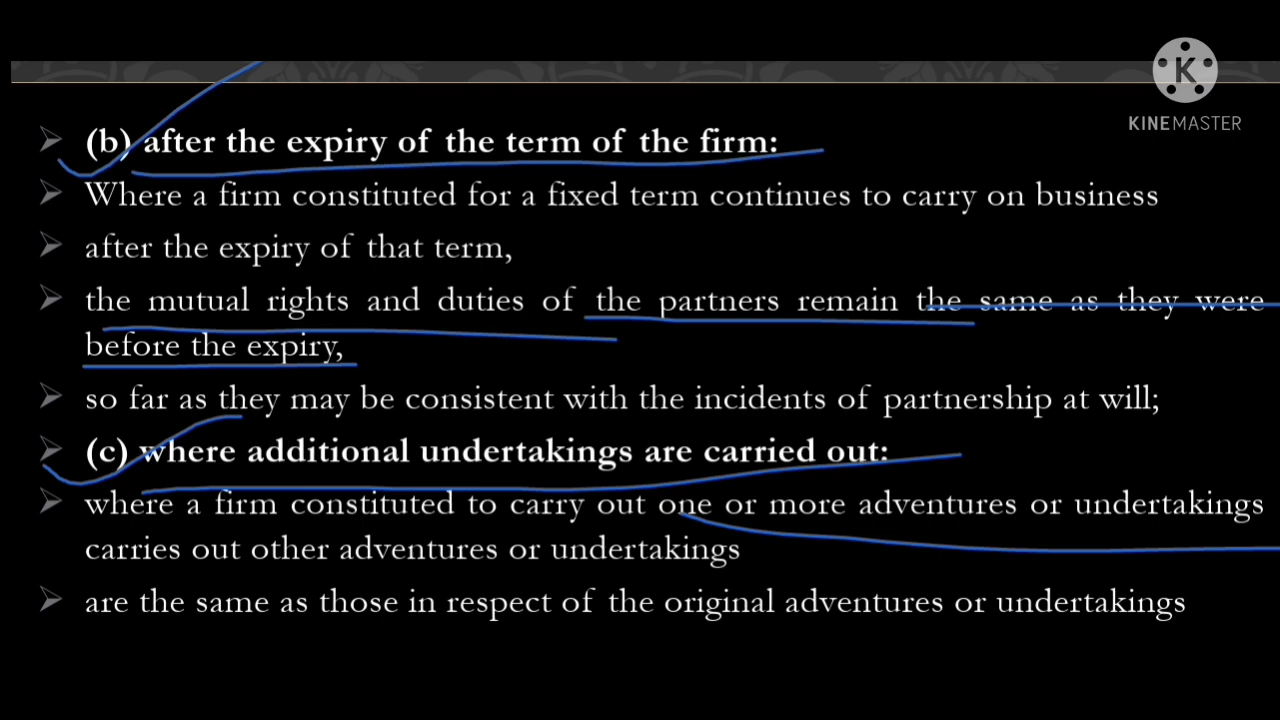 K
KINEMASTER
(b) after the expiry of the term of the firm:
Where a firm constituted for a fixed term continues to carry on business
after the expiry of that term,
the mutual rights and duties of the partners remain the same as they were
before the expiry,
so far as they may be consistent with the incidents of partnership at will;
(c) where additional undertakings are carried out:
where a firm constituted to carry out one or more adventures or undertakings
carries out other adventures or undertakings
are the same as those in respect of the original adventures or undertakings